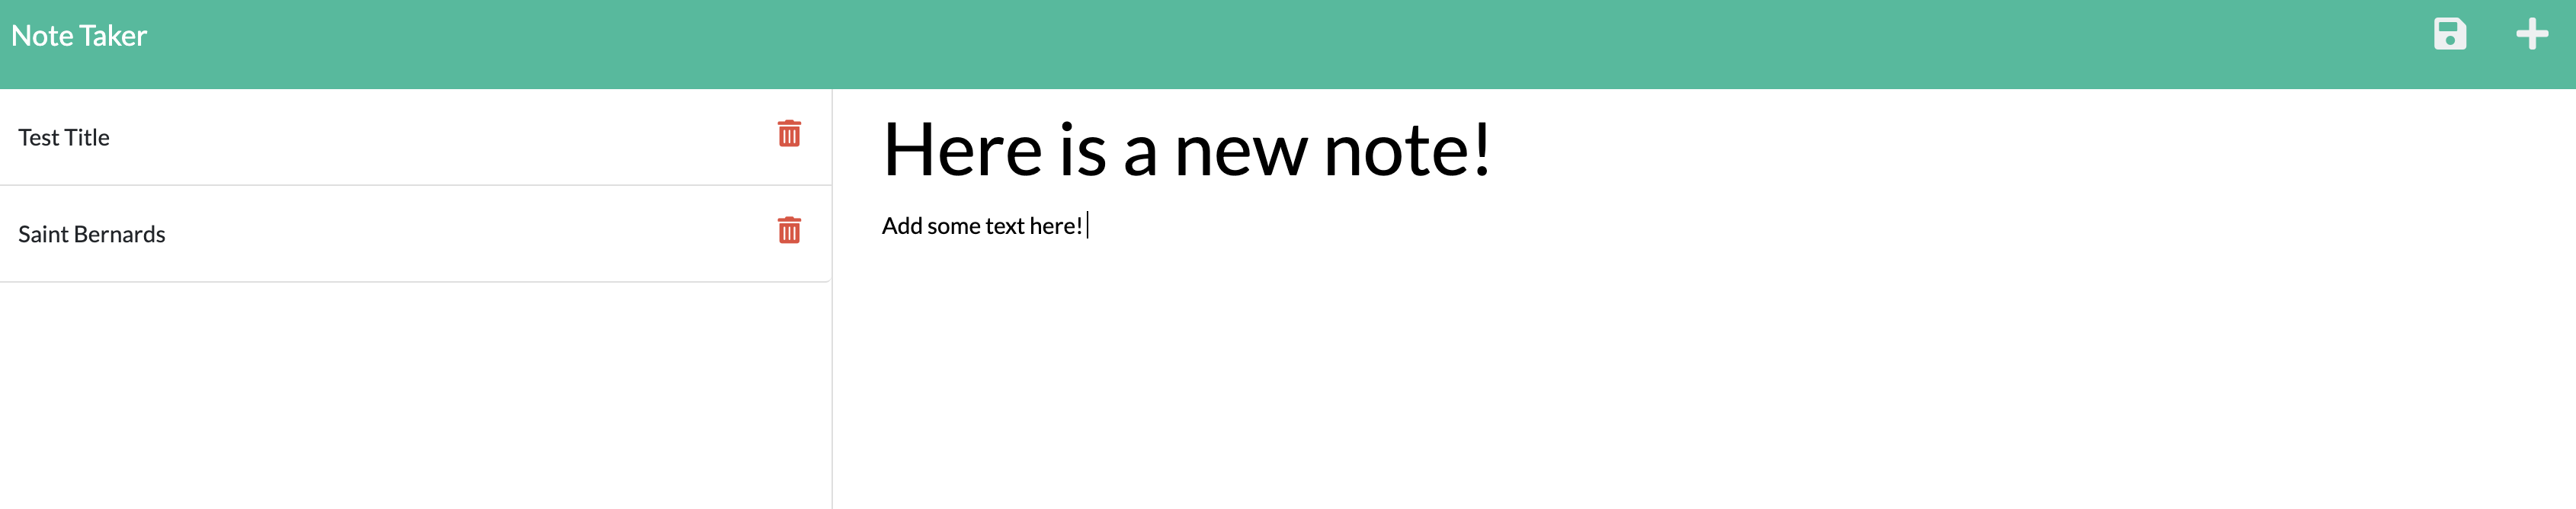 Note Taker
Test Title
Saint Bernards
Here is a new note!
Add some text here!